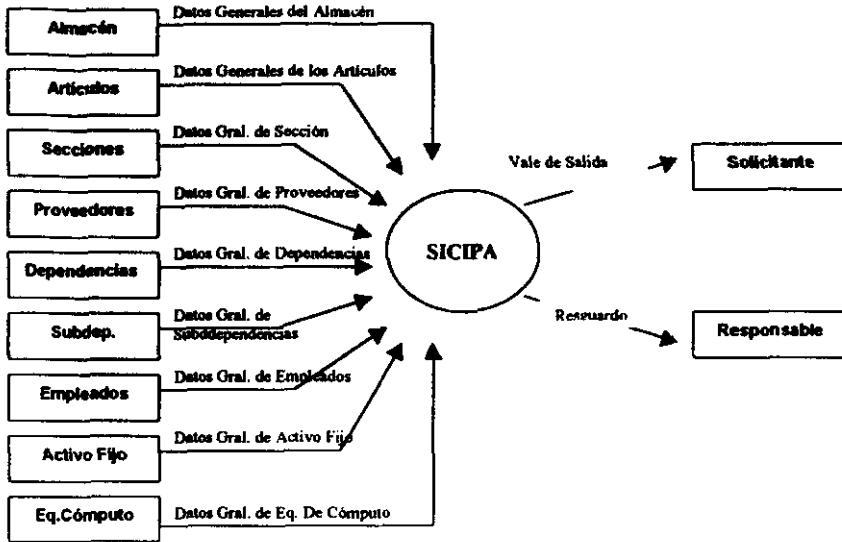 Almacén
Datos Generales del Almacén
Artículos
Datos Generales de los Artículos
Secciones
Datos Gral. de Sección
Proveedores
Datos Gral. de Proveedores
Dependencias
Datos Gral. de Dependencias
Subdep.
Datos Gral. de
Subddependencias
Empleados
Datos Gral. de Empleados
Activo Fijo
Datos Gral. de Activo Fijo
Eq.Cómputo
Datos Gral. de Eq. De Cómputo
SICIPA
Vale de Salida
Solicitante
Resguardo
Responsable